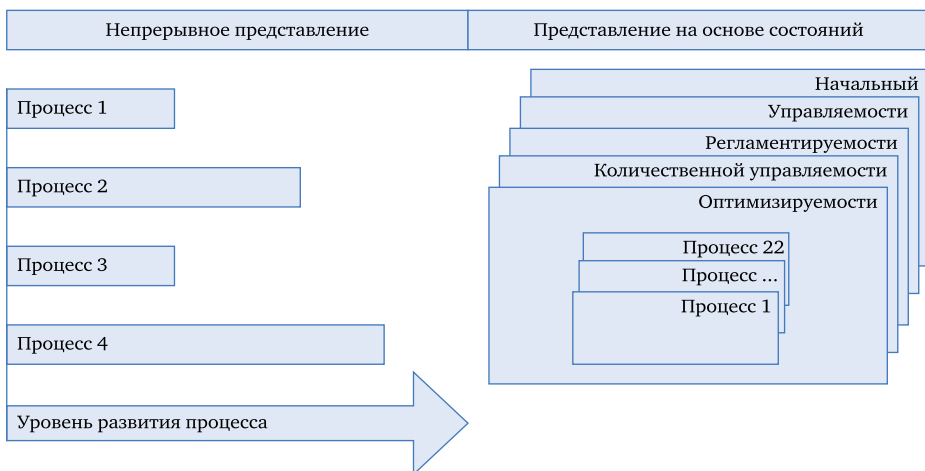 Непрерывное представление
Представление на основе состояний
Процесс 1
Процесс 2
Процесс 3
Процесс 4
Уровень развития процесса
Начальный
Управляемости
Регламентируемости
Количественной управляемости
Оптимизируемости
Процесс 22
Процесс ...
Процесс 1